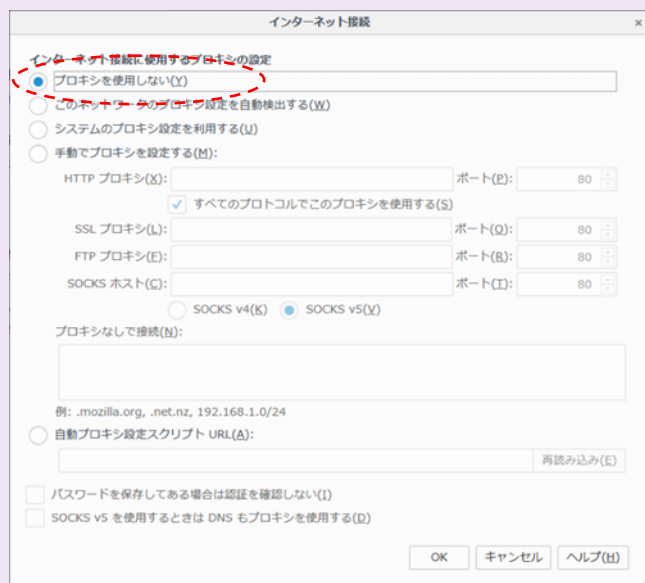 インターネット接続 ×
インターネット接続に使用するプロキシの設定
プロキシを使用しない(Y)
このネットワークのプロキシ設定を自動検出する(W)
システムのプロキシ設定を利用する(U)
手動でプロキシを設定する(M):
HTTP プロキシ(X): ポート(P): 80
すべてのプロトコルでこのプロキシを使用する(S)
SSL プロキシ(L): ポート(O): 80
FTP プロキシ(F): ポート(R): 80
SOCKS ホスト(C): ポート(T): 80
SOCKS v4(K) SOCKS v5(V)
プロキシなしで接続(N):
例: .mozilla.org, .net.nz, 192.168.1.0/24
自動プロキシ設定スクリプト URL(A):
再読み込み(E)
パスワードを保存してある場合は認証を確認しない(I)
SOCKS v5 を使用するときは DNS もプロキシを使用する(D)
OK キャンセル ヘルプ(H)